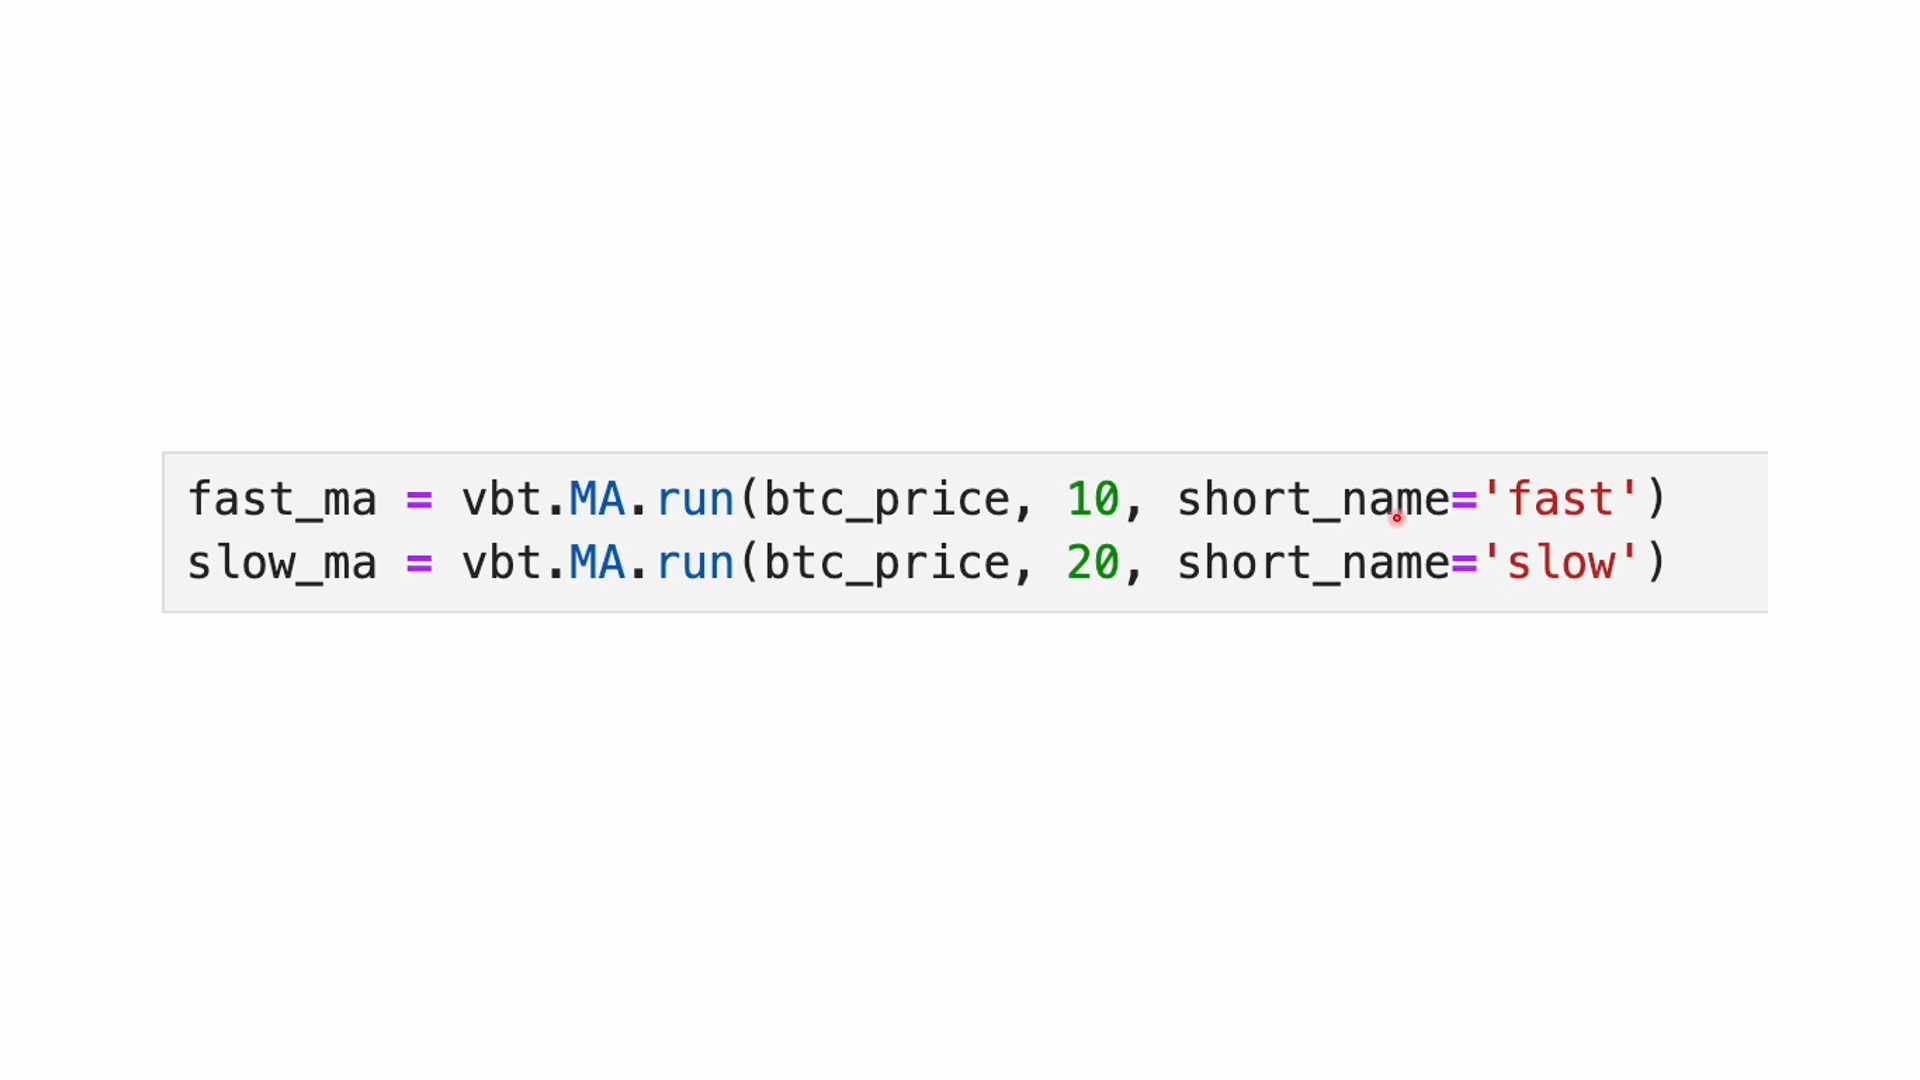 fast_ma = vbt.MA.run(btc_price, 10, short_name='fast')
slow_ma = vbt.MA.run(btc_price, 20, short_name='slow')